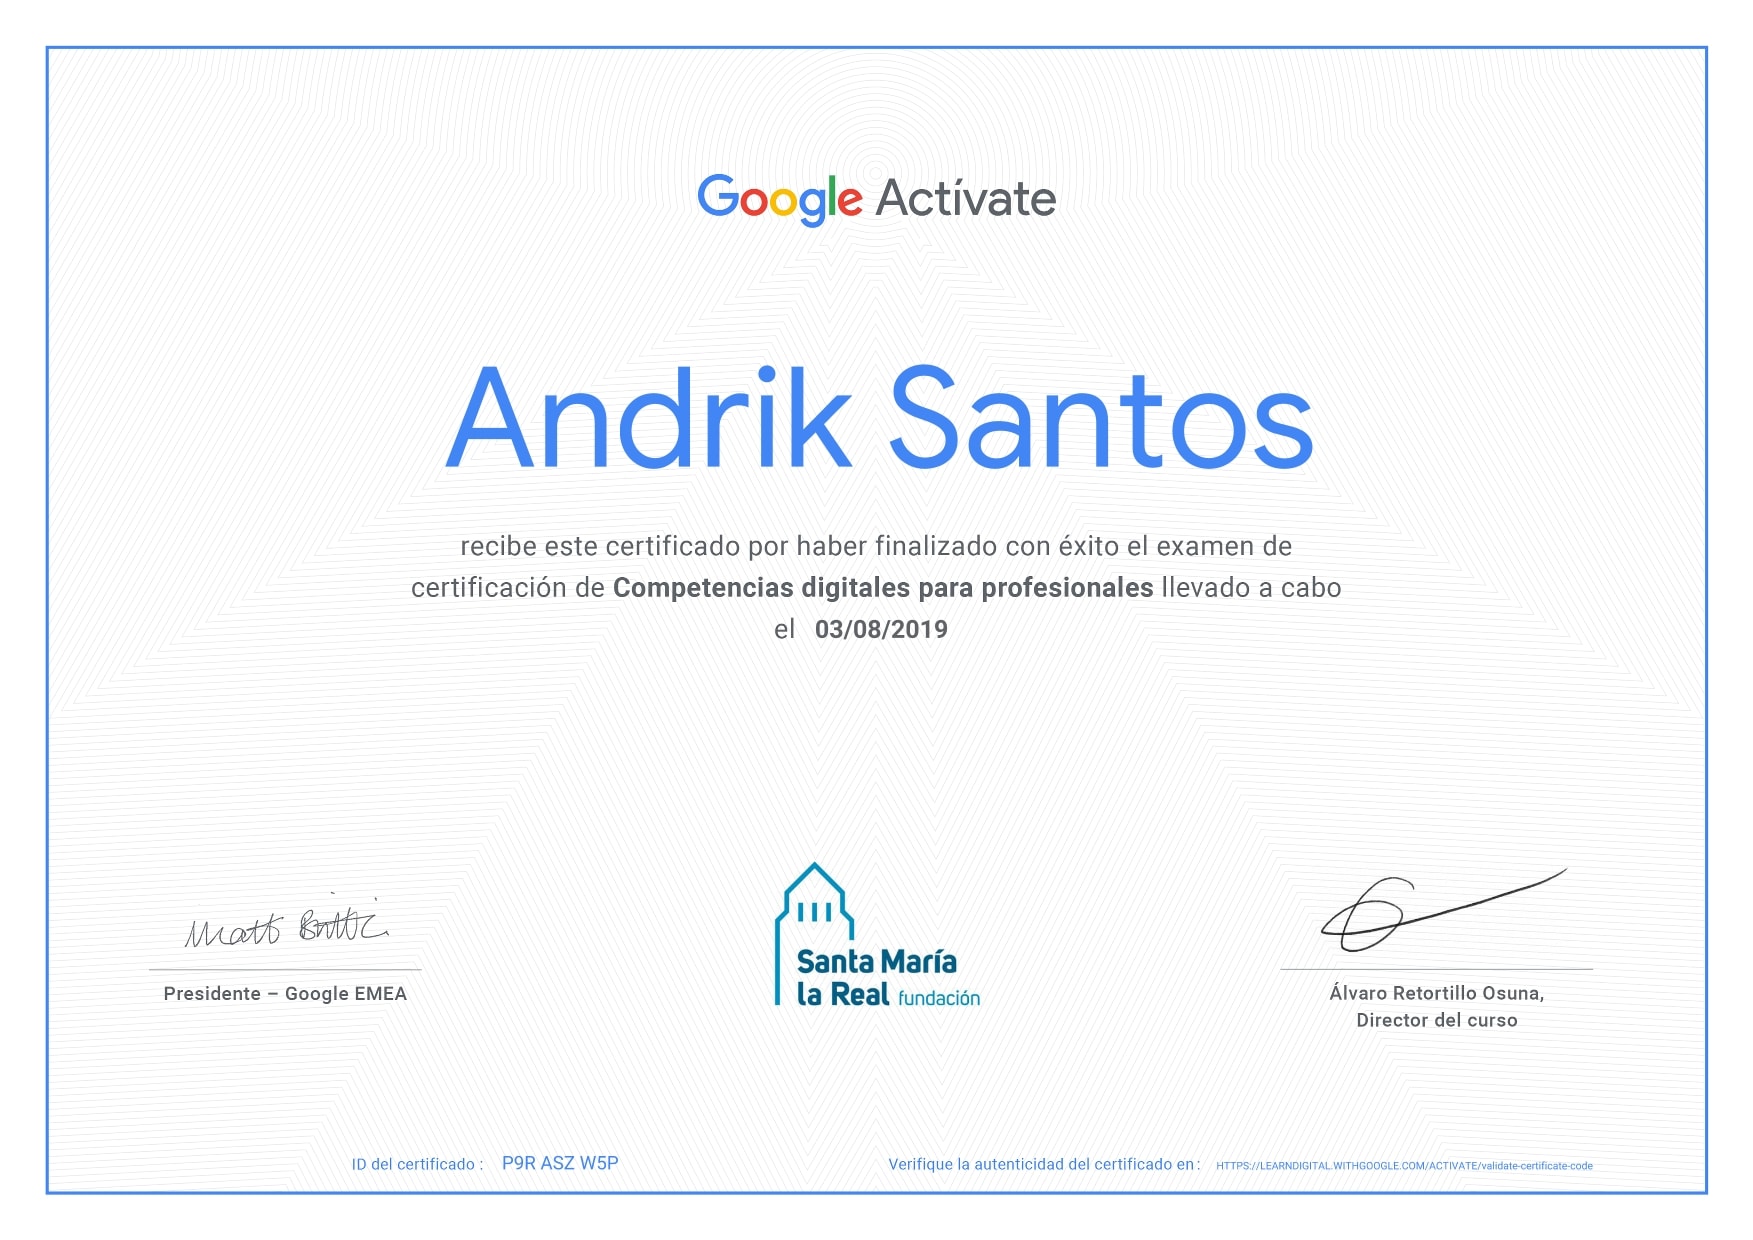 Google Actívate
Andrik Santos
recibe este certificado por haber finalizado con éxito el examen de
certificación de Competencias digitales para profesionales llevado a cabo
el 03/08/2019
Matt Brittin
Presidente – Google EMEA
Santa María
la Real fundación
Álvaro Retortillo Osuna,
Director del curso
ID del certificado : P9R ASZ W5P
Verifique la autenticidad del certificado en : HTTPS://LEARNDIGITAL.WITHGOOGLE.COM/ACTIVATE/validate-certificate-code